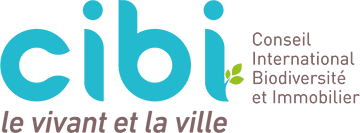 cibi
Conseil
International
Biodiversité
et Immobilier
le vivant et la ville